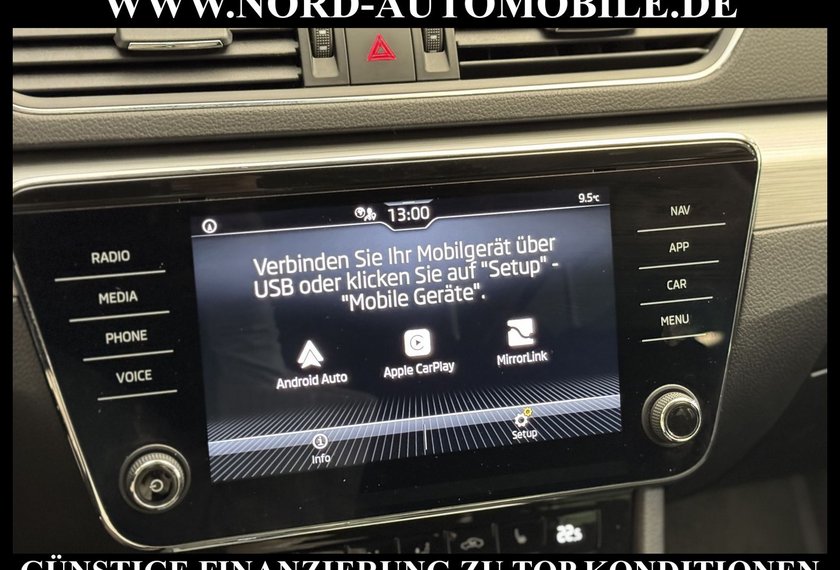 WWW.NORD-AUTOMOBILE.DE
13:00
9.5°C
RADIO
MEDIA
PHONE
VOICE
NAV
APP
CAR
MENU
Verbinden Sie Ihr Mobilgerät über
USB oder klicken Sie auf "Setup" -
"Mobile Geräte".
Android Auto
Apple CarPlay
MirrorLink
Info
Setup
22.5
GÜNSTIGE FINANZIERUNG ZU TOP KONDITIONEN